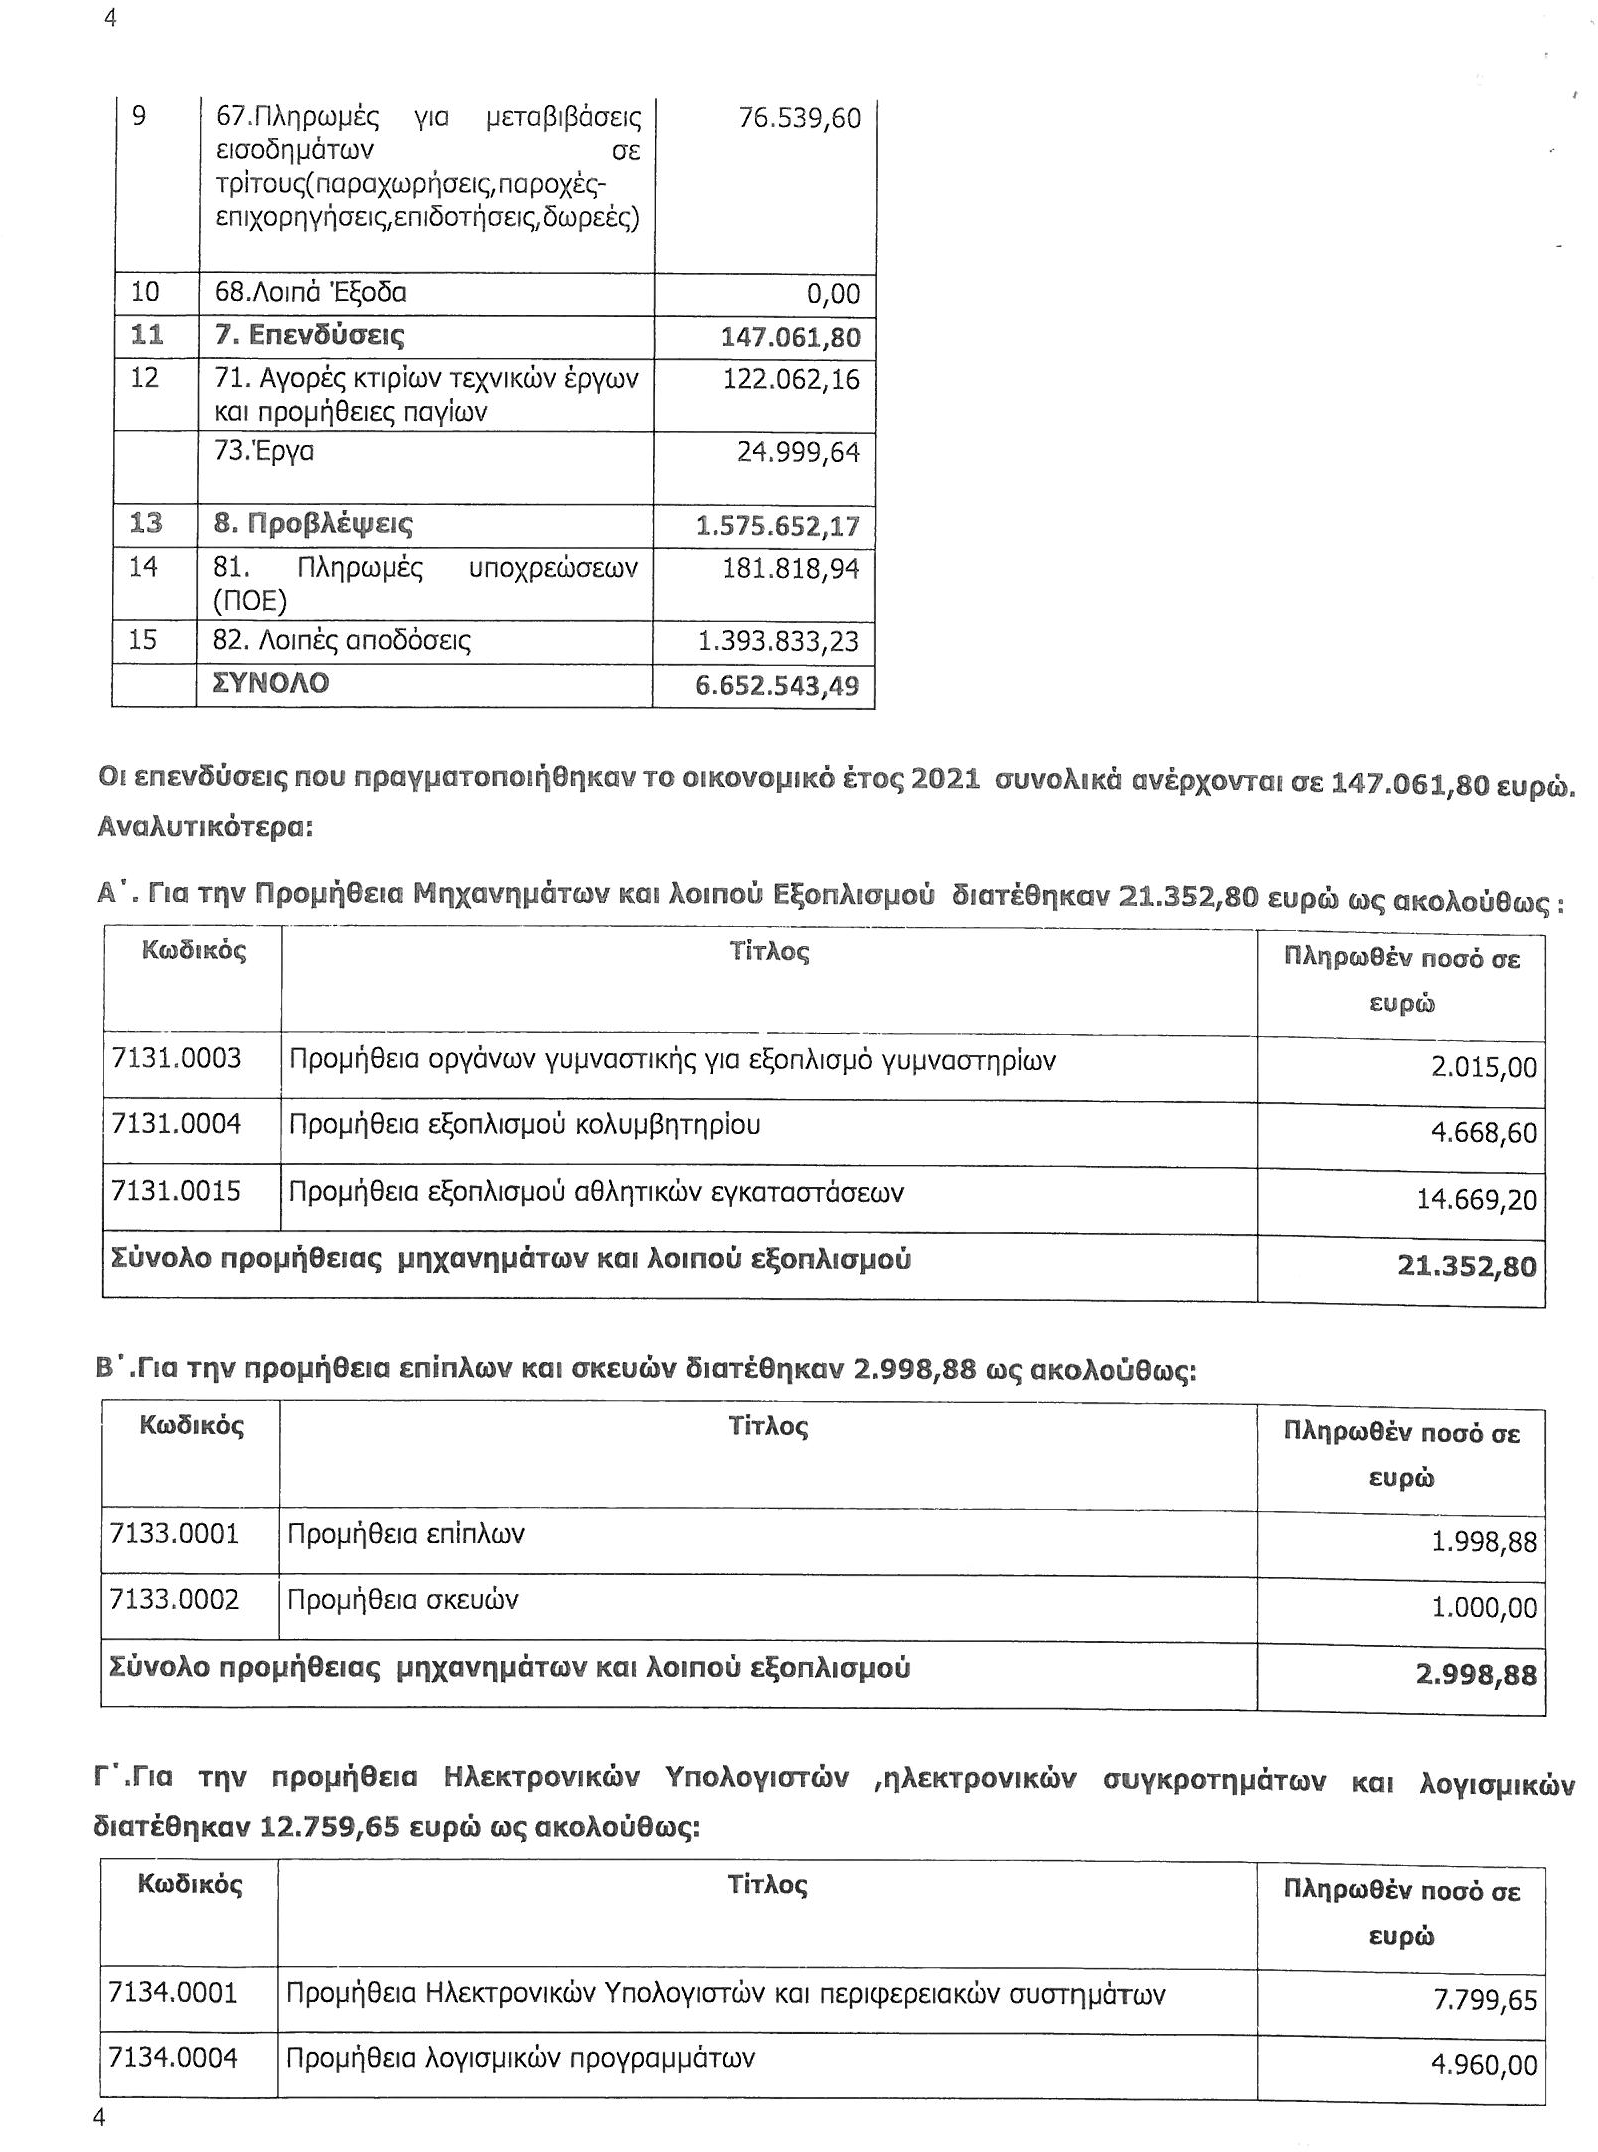 4
9 67.Πληρωμές για μεταβιβάσεις 76.539,60
εισοδημάτων σε
τρίτους(παραχωρήσεις,παροχές-
επιχορηγήσεις,επιδοτήσεις,δωρεές)
10 68.Λοιπά Έξοδα 0,00
11 7. Επενδύσεις 147.061,80
12 71. Αγορές κτιρίων τεχνικών έργων 122.062,16
και προμήθειες παγίων
73.Έργα 24.999,64
13 8. Προβλέψεις 1.575.652,17
14 81. Πληρωμές υποχρεώσεων 181.818,94
(ΠΟΕ)
15 82. Λοιπές αποδόσεις 1.393.833,23
ΣΥΝΟΛΟ 6.652.543,49
Οι επενδύσεις που πραγματοποιήθηκαν το οικονομικό έτος 2021 συνολικά ανέρχονται σε 147.061,80 ευρώ.
Αναλυτικότερα:
Α΄. Για την Προμήθεια Μηχανημάτων και λοιπού Εξοπλισμού διατέθηκαν 21.352,80 ευρώ ως ακολούθως :
Κωδικός Τίτλος Πληρωθέν ποσό σε
ευρώ
7131.0003 Προμήθεια οργάνων γυμναστικής για εξοπλισμό γυμναστηρίων 2.015,00
7131.0004 Προμήθεια εξοπλισμού κολυμβητηρίου 4.668,60
7131.0015 Προμήθεια εξοπλισμού αθλητικών εγκαταστάσεων 14.669,20
Σύνολο προμήθειας μηχανημάτων και λοιπού εξοπλισμού 21.352,80
Β΄.Για την προμήθεια επίπλων και σκευών διατέθηκαν 2.998,88 ως ακολούθως:
Κωδικός Τίτλος Πληρωθέν ποσό σε
ευρώ
7133.0001 Προμήθεια επίπλων 1.998,88
7133.0002 Προμήθεια σκευών 1.000,00
Σύνολο προμήθειας μηχανημάτων και λοιπού εξοπλισμού 2.998,88
Γ΄.Για την προμήθεια Ηλεκτρονικών Υπολογιστών ,ηλεκτρονικών συγκροτημάτων και λογισμικών
διατέθηκαν 12.759,65 ευρώ ως ακολούθως:
Κωδικός Τίτλος Πληρωθέν ποσό σε
ευρώ
7134.0001 Προμήθεια Ηλεκτρονικών Υπολογιστών και περιφερειακών συστημάτων 7.799,65
7134.0004 Προμήθεια λογισμικών προγραμμάτων 4.960,00
4